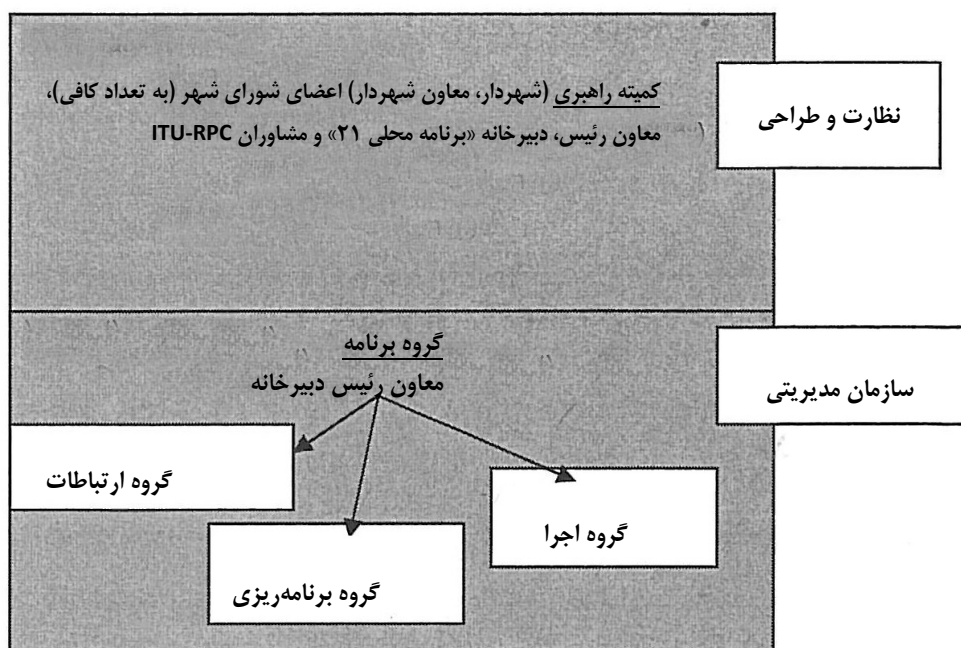 کمیته راهبری (شهردار، معاون شهردار) اعضای شورای شهر (به تعداد کافی)،
معاون رئیس، دبیرخانه «برنامه محلی ۲۱» و مشاوران ITU-RPC
نظارت و طراحی
گروه برنامه
معاون رئیس دبیرخانه
سازمان مدیریتی
گروه ارتباطات
گروه اجرا
گروه برنامه‌ریزی